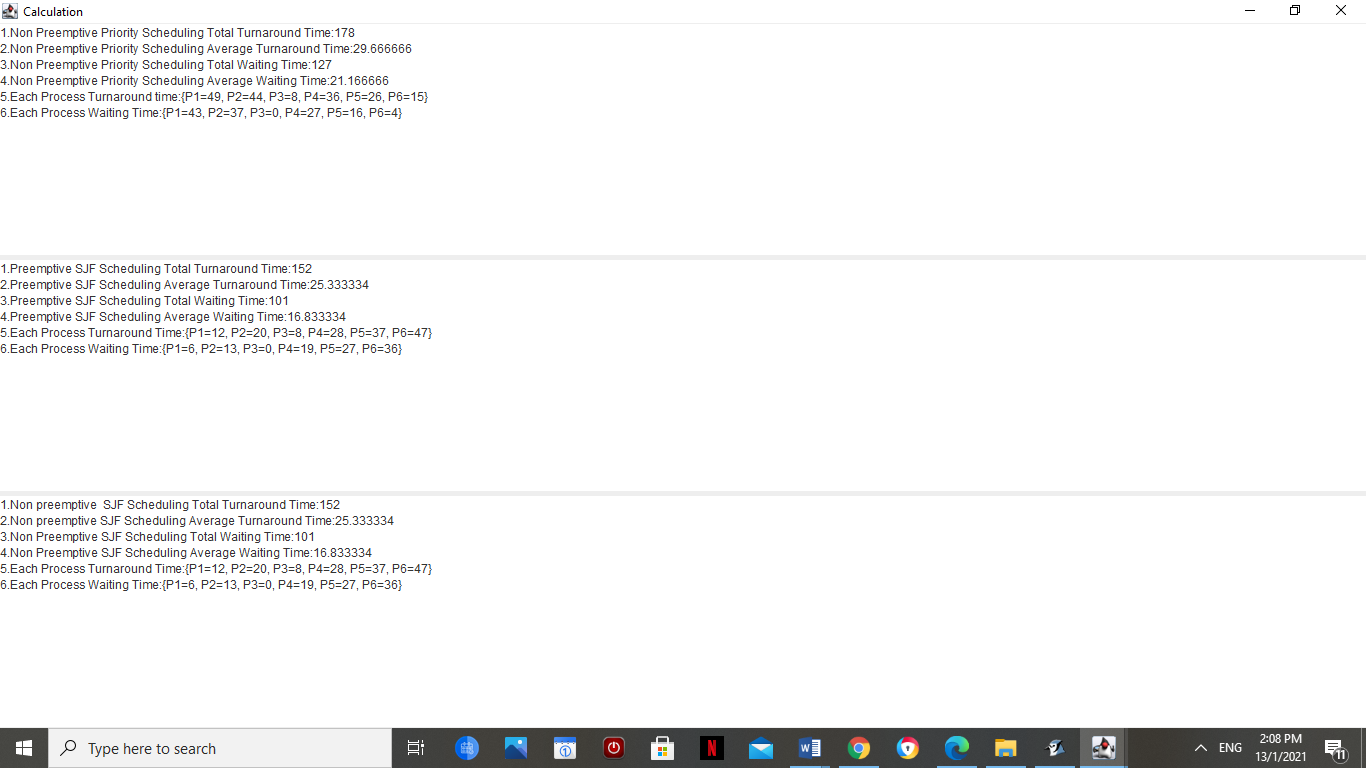 Calculation
1.Non Preemptive Priority Scheduling Total Turnaround Time:178
2.Non Preemptive Priority Scheduling Average Turnaround Time:29.666666
3.Non Preemptive Priority Scheduling Total Waiting Time:127
4.Non Preemptive Priority Scheduling Average Waiting Time:21.166666
5.Each Process Turnaround time:{P1=49, P2=44, P3=8, P4=36, P5=26, P6=15}
6.Each Process Waiting Time:{P1=43, P2=37, P3=0, P4=27, P5=16, P6=4}
1.Preemptive SJF Scheduling Total Turnaround Time:152
2.Preemptive SJF Scheduling Average Turnaround Time:25.333334
3.Preemptive SJF Scheduling Total Waiting Time:101
4.Preemptive SJF Scheduling Average Waiting Time:16.833334
5.Each Process Turnaround Time:{P1=12, P2=20, P3=8, P4=28, P5=37, P6=47}
6.Each Process Waiting Time:{P1=6, P2=13, P3=0, P4=19, P5=27, P6=36}
1.Non preemptive  SJF Scheduling Total Turnaround Time:152
2.Non preemptive SJF Scheduling Average Turnaround Time:25.333334
3.Non Preemptive SJF Scheduling Total Waiting Time:101
4.Non Preemptive SJF Scheduling Average Waiting Time:16.833334
5.Each Process Turnaround Time:{P1=12, P2=20, P3=8, P4=28, P5=37, P6=47}
6.Each Process Waiting Time:{P1=6, P2=13, P3=0, P4=19, P5=27, P6=36}
Type here to search
ENG
2:08 PM
13/1/2021
11